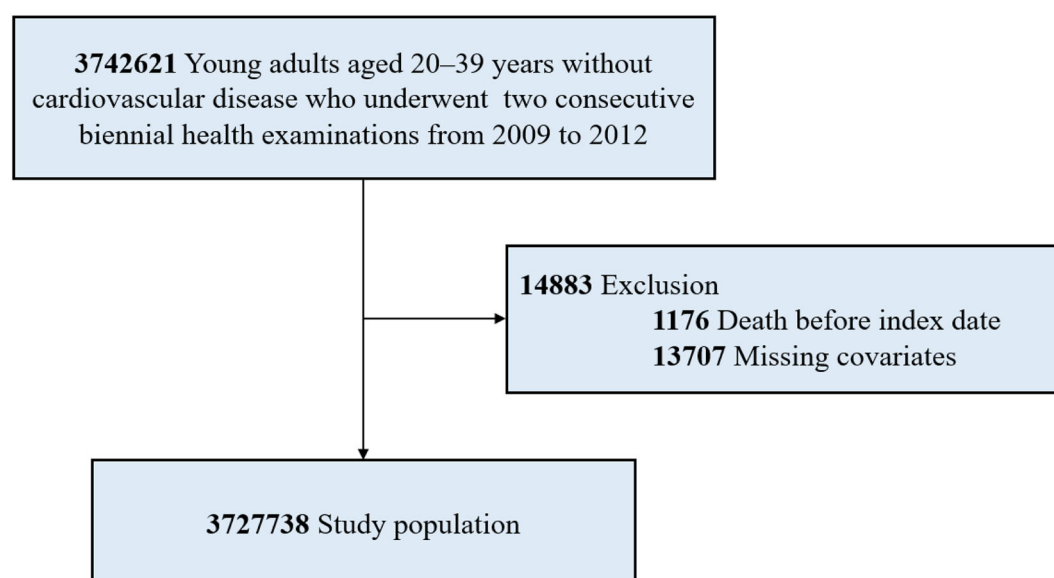 3742621 Young adults aged 20–39 years without
cardiovascular disease who underwent two consecutive
biennial health examinations from 2009 to 2012
14883 Exclusion
1176 Death before index date
13707 Missing covariates
3727738 Study population